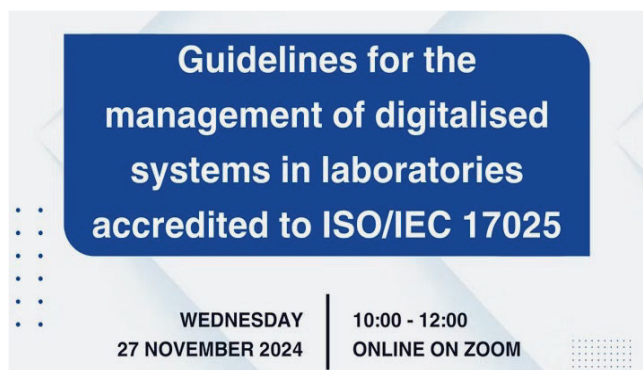 Guidelines for the
management of digitalised
systems in laboratories
accredited to ISO/IEC 17025
WEDNESDAY
27 NOVEMBER 2024
10:00 - 12:00
ONLINE ON ZOOM